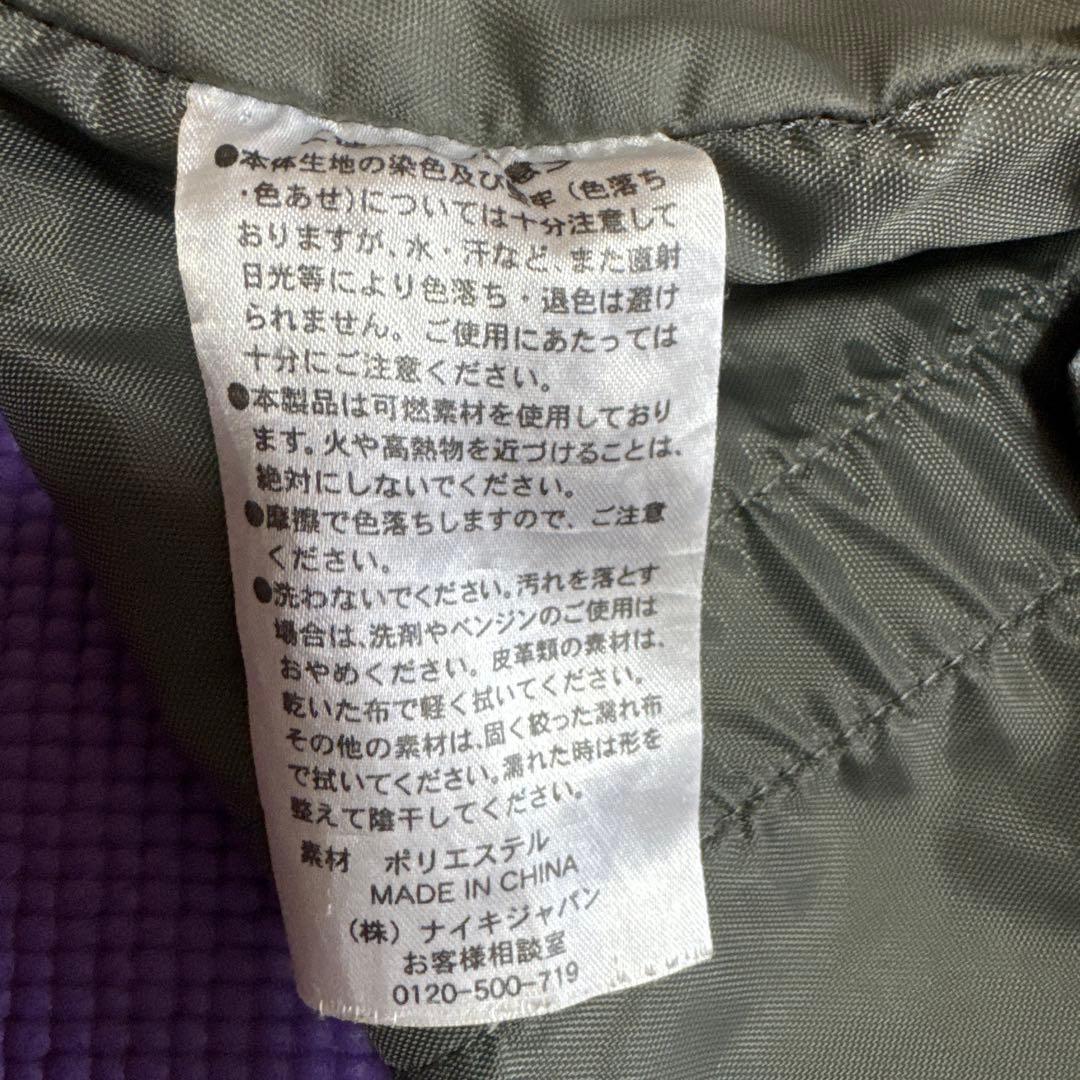 ●本体生地の染色及び堅牢(色落ち
・色あせ)については十分注意して
おりますが、水・汗など、また直射
日光等により色落ち・退色は避け
られません。ご使用にあたっては
十分にご注意ください。
●本製品は可燃素材を使用しており
ます。火や高熱物を近づけることは、
絶対にしないでください。
●摩擦で色落ちしますので、ご注意
ください。
●洗わないでください。汚れを落とす
場合は、洗剤やベンジンのご使用は
おやめください。皮革類の素材は、
乾いた布で軽く拭いてください。
その他の素材は、固く絞った濡れ布
で拭いてください。濡れた時は形を
整えて陰干してください。
素材 ポリエステル
MADE IN CHINA
(株)ナイキジャパン
お客様相談室
0120-500-719